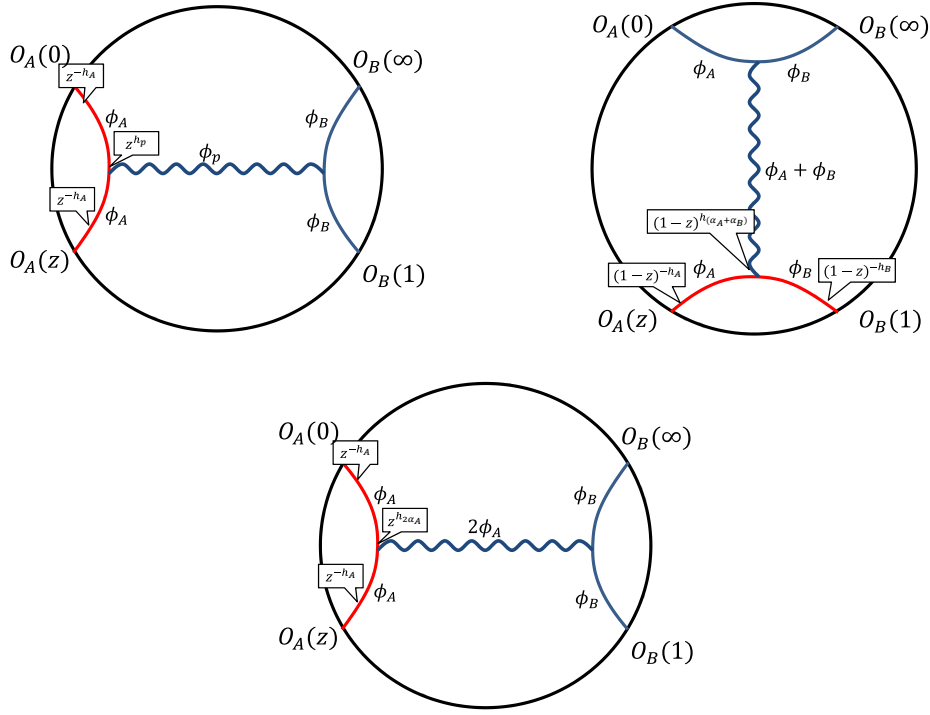 O_A(0)
z^{-h_A}
ϕ_A
O_B(∞)
ϕ_B
z^{h_p}
ϕ_p
z^{-h_A}
ϕ_A
ϕ_B
O_A(z)
O_B(1)
O_A(0)
O_B(∞)
ϕ_A
ϕ_B
ϕ_A + ϕ_B
(1 − z)^{h_{(α_A+α_B)}}
(1 − z)^{-h_A}
ϕ_A
ϕ_B
(1 − z)^{-h_B}
O_A(z)
O_B(1)
O_A(0)
z^{-h_A}
ϕ_A
O_B(∞)
ϕ_B
z^{h_{2α_A}}
2ϕ_A
z^{-h_A}
ϕ_A
ϕ_B
O_A(z)
O_B(1)